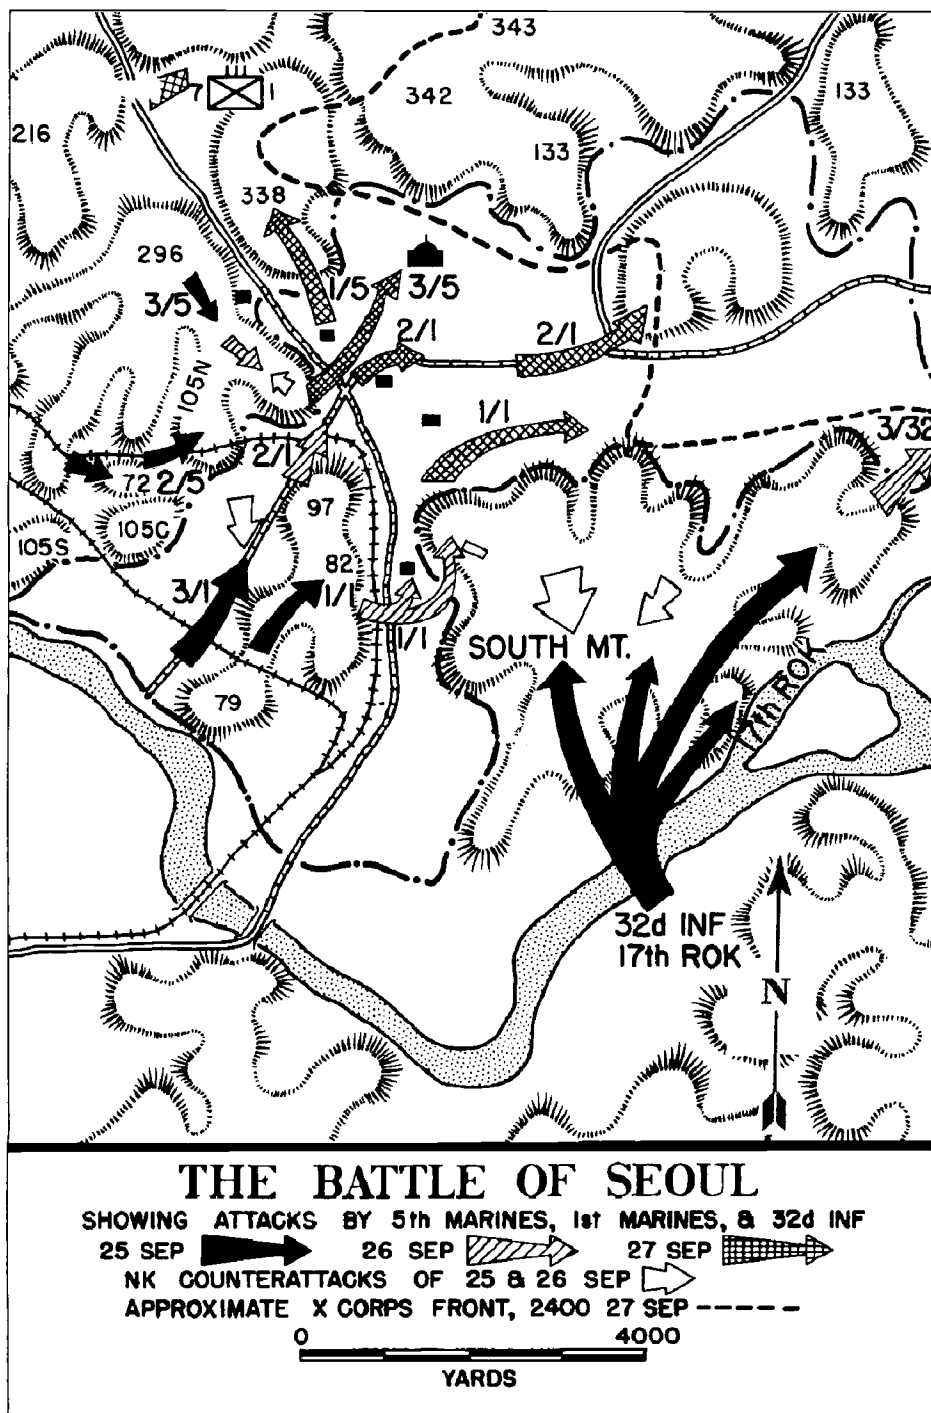 343
342
133
133
7 1
216
338
296
3/5
1/5
3/5
2/1
2/1
105N
1/1
3/32
2/1
72
2/5
97
105C
105S
82
3/1
1/1
1/1
SOUTH MT.
79
17th ROK
32d INF
17th ROK
N
THE BATTLE OF SEOUL
SHOWING ATTACKS BY 5th MARINES, 1st MARINES, & 32d INF
25 SEP 26 SEP 27 SEP
NK COUNTERATTACKS OF 25 & 26 SEP
APPROXIMATE X CORPS FRONT, 2400 27 SEP
0 4000
YARDS